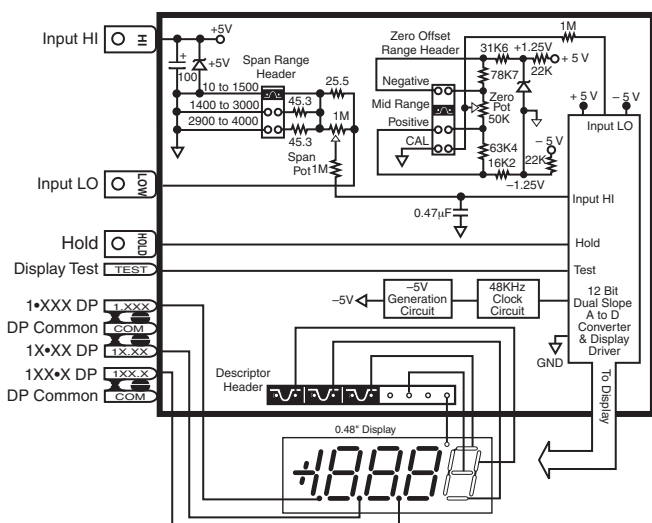 Input HI
HI
+5V
+
100
+5V
Span Range
Header
10 to 1500
1400 to 3000
2900 to 4000
25.5
45.3
45.3
1M
Span
Pot
1M
Zero Offset
Range Header
Negative
Mid Range
Positive
CAL
31K6
+1.25V
22K
+ 5 V
78K7
Zero
Pot
50K
63K4
16K2
22K
– 5 V
–1.25V
1M
+ 5 V
– 5 V
Input LO
Input LO
LOW
Input HI
0.47µF
Hold
HOLD
Hold
Display Test
TEST
Test
1•XXX DP
1.XXX
DP Common
COM
1X•XX DP
1X.XX
1XX•X DP
1XX.X
DP Common
COM
–5V
–5V
Generation
Circuit
48KHz
Clock
Circuit
12 Bit
Dual Slope
A to D
Converter
& Display
Driver
GND
To Display
Descriptor
Header
0.48" Display